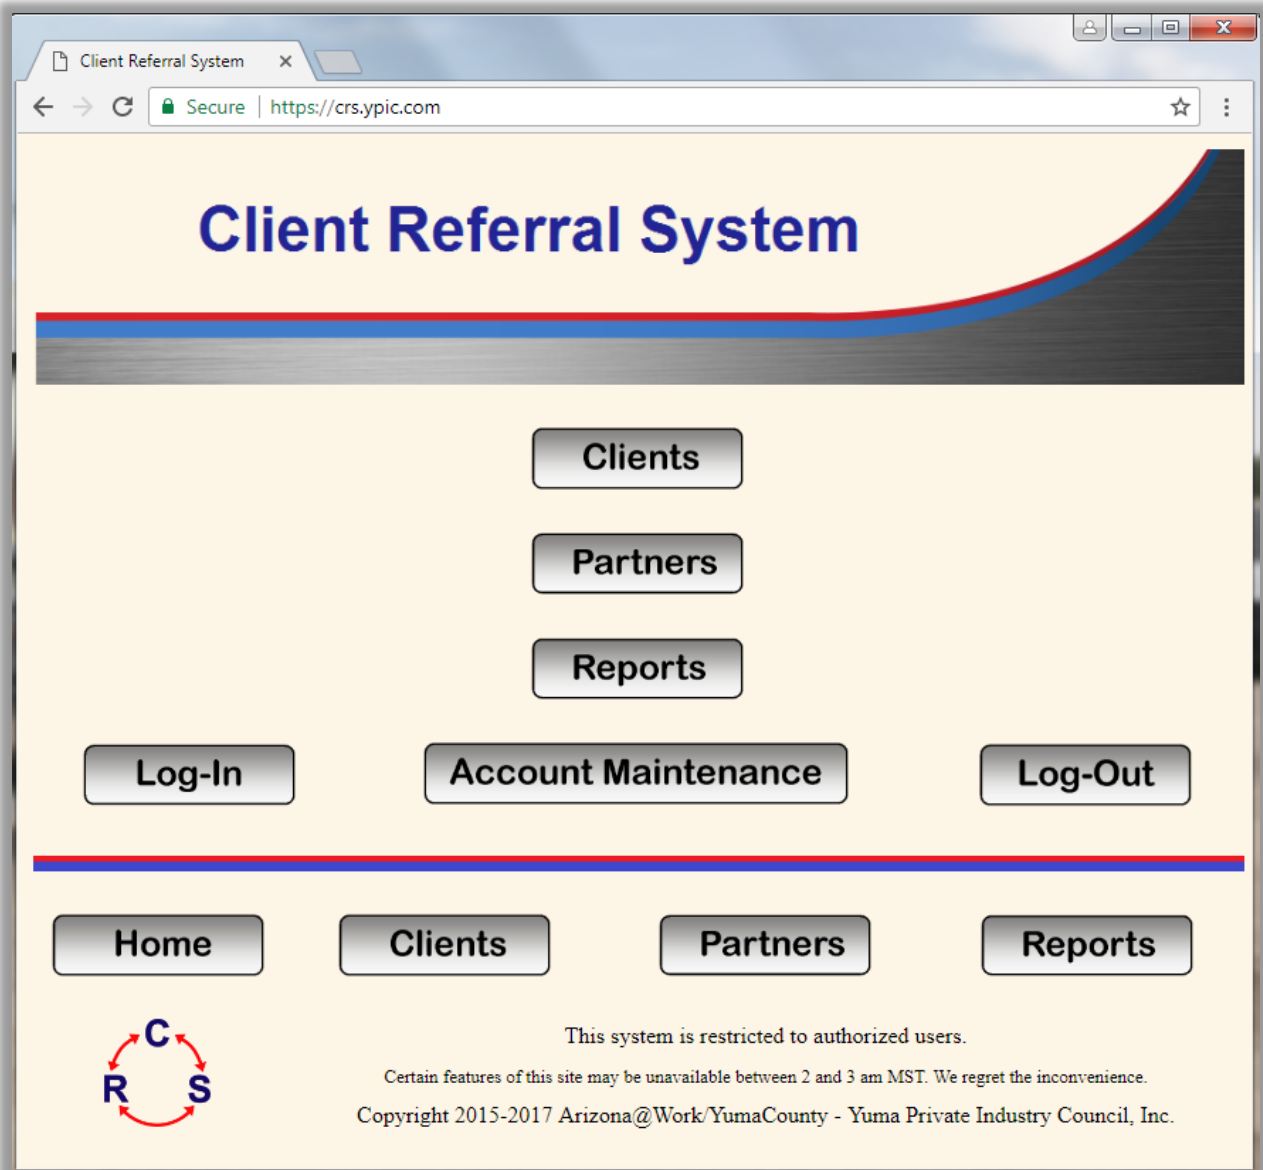 Client Referral System
Secure | https://crs.ypic.com
Client Referral System
Clients
Partners
Reports
Log-In Account Maintenance Log-Out
Home Clients Partners Reports
C
R S
This system is restricted to authorized users.
Certain features of this site may be unavailable between 2 and 3 am MST. We regret the inconvenience.
Copyright 2015-2017 Arizona@Work/YumaCounty - Yuma Private Industry Council, Inc.